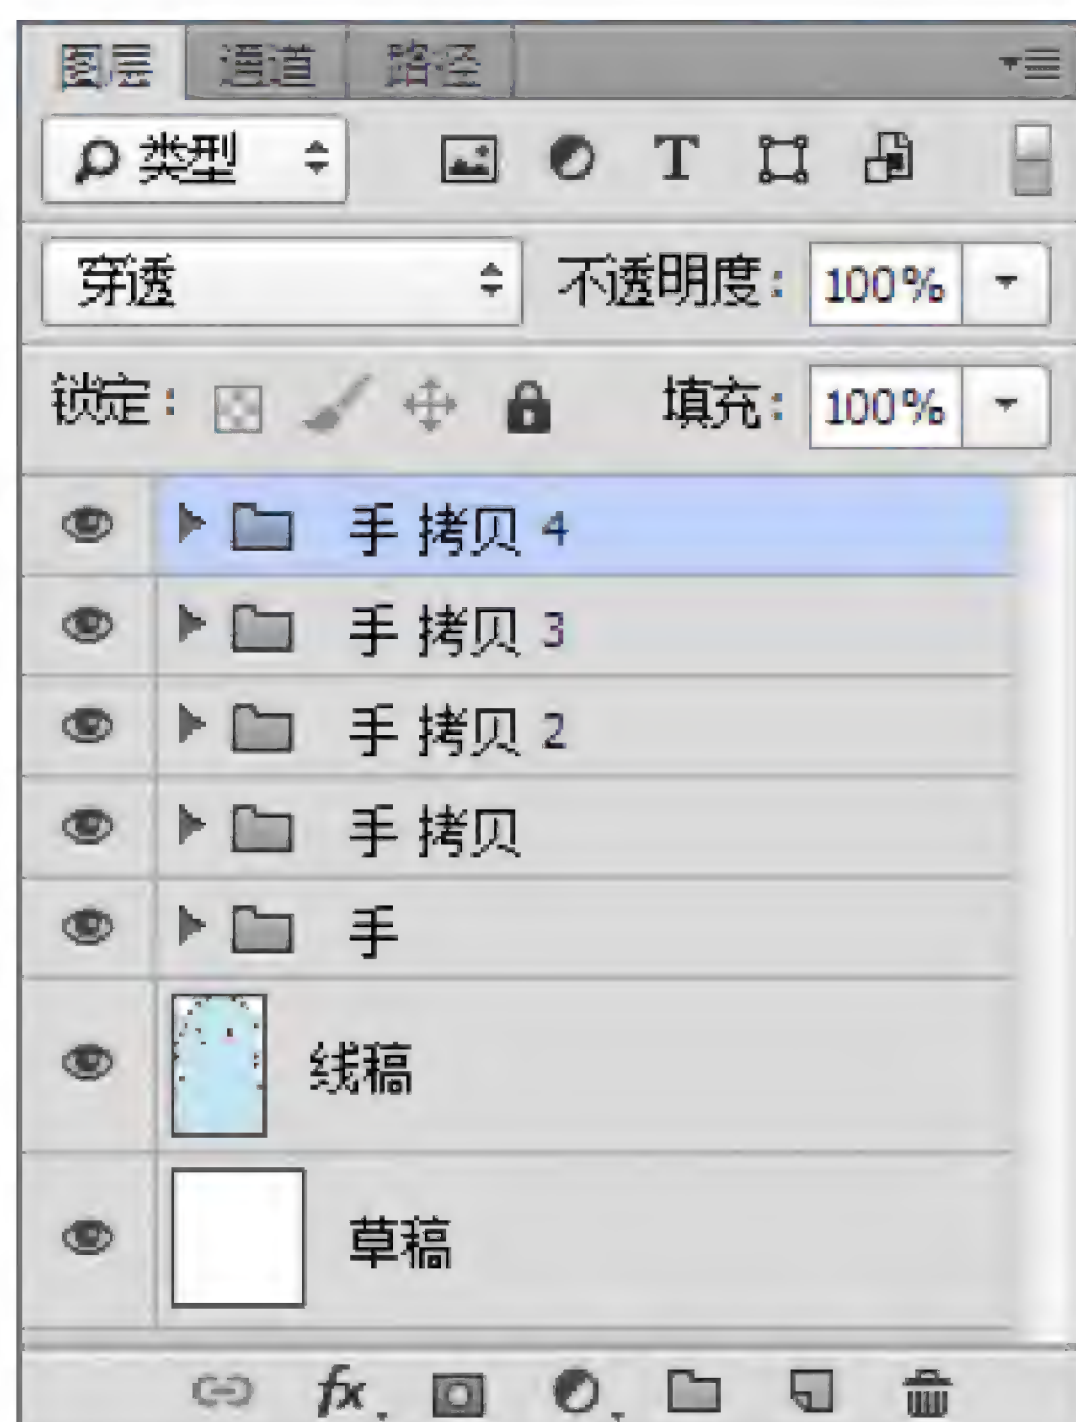 图层 通道 路径
类型
穿透 不透明度: 100%
锁定: 填充: 100%
手 拷贝 4
手 拷贝 3
手 拷贝 2
手 拷贝
手
线稿
草稿
fx